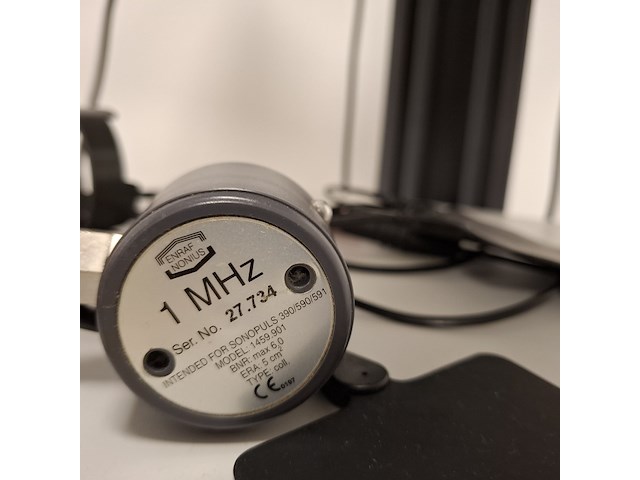 ENRAF
NONIUS
1 MHz
Ser. No. 27.734
INTENDED FOR SONOPULS 390/590/591
MODEL: 1459.901
BNR: max 6,0
ERA: 5 cm²
TYPE: coll.
CE 0197